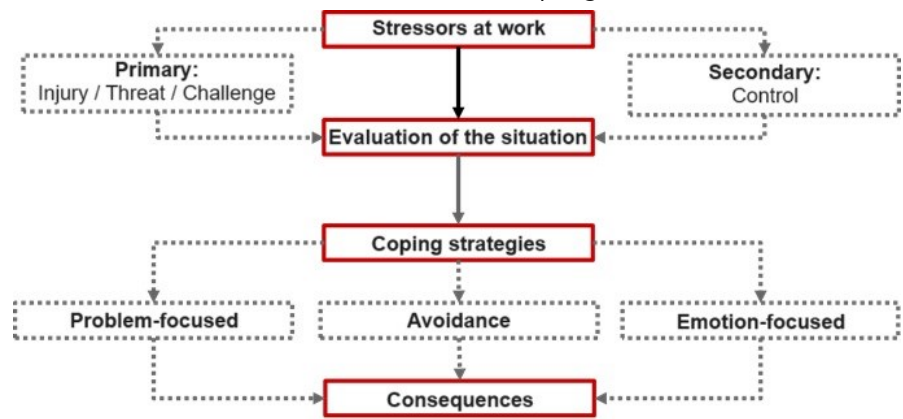 Stressors at work
Primary:
Injury / Threat / Challenge
Secondary:
Control
Evaluation of the situation
Coping strategies
Problem-focused
Avoidance
Emotion-focused
Consequences